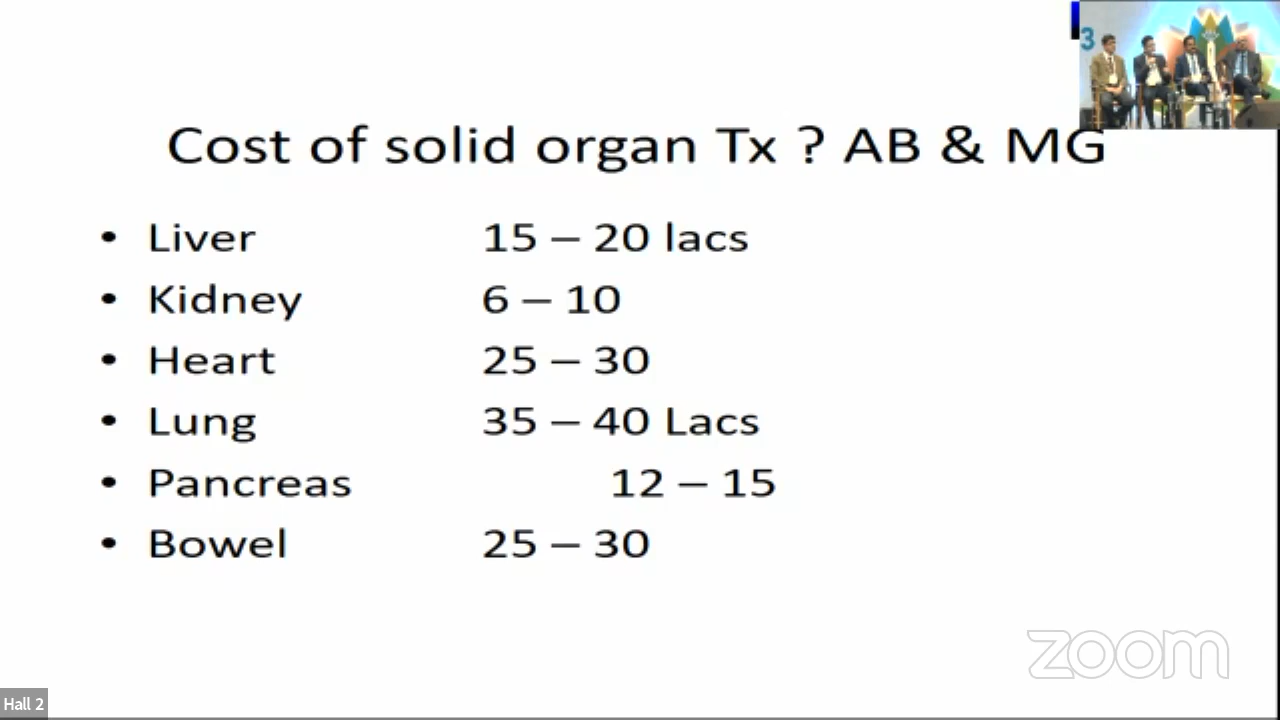 3
Cost of solid organ Tx ? AB & MG
• Liver 15 – 20 lacs
• Kidney 6 – 10
• Heart 25 – 30
• Lung 35 – 40 Lacs
• Pancreas 12 – 15
• Bowel 25 – 30
zoom
Hall 2